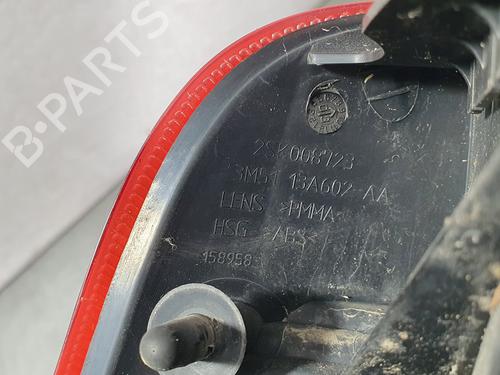 B-PARTS
2SK008723
3M51 13A602-AA
LENS >PMMA<
HSG >ABS<
158958